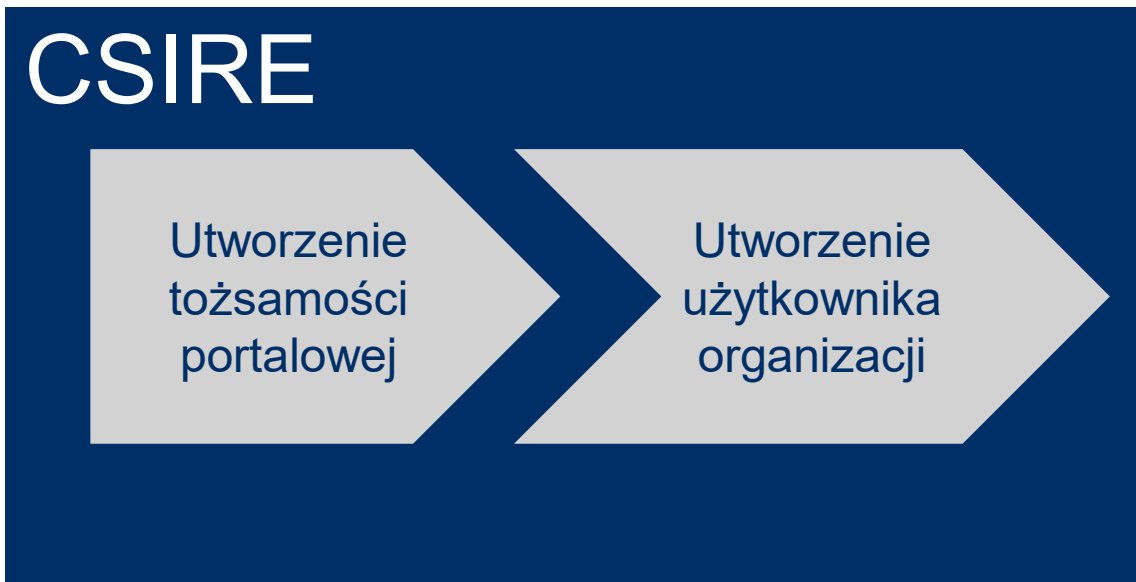 CSIRE
Utworzenie
tożsamości
portalowej
Utworzenie
użytkownika
organizacji